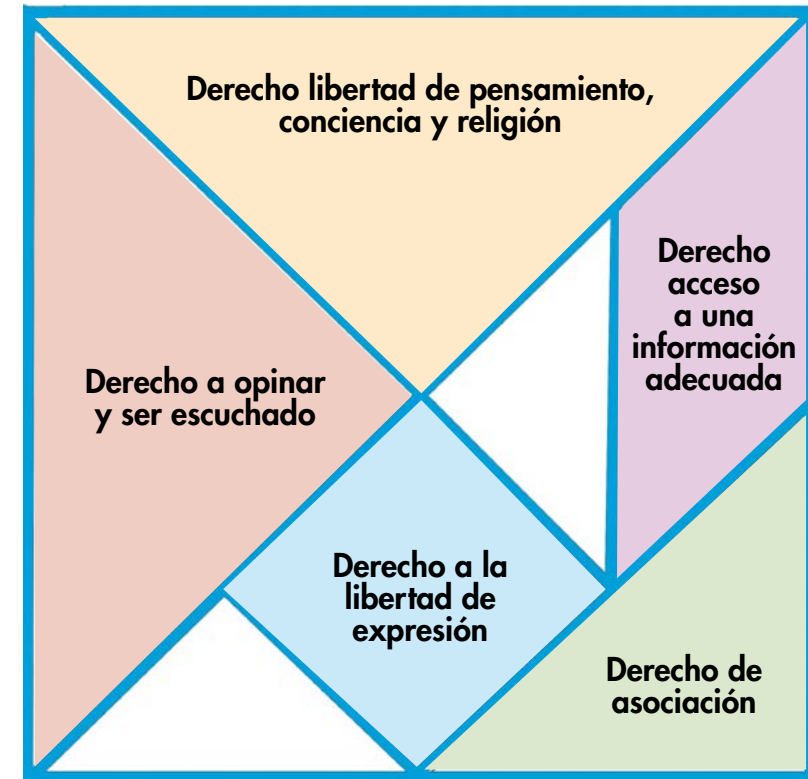 Derecho libertad de pensamiento,
conciencia y religión
Derecho
acceso
a una
información
adecuada
Derecho a opinar
y ser escuchado
Derecho a la
libertad de
expresión
Derecho de
asociación